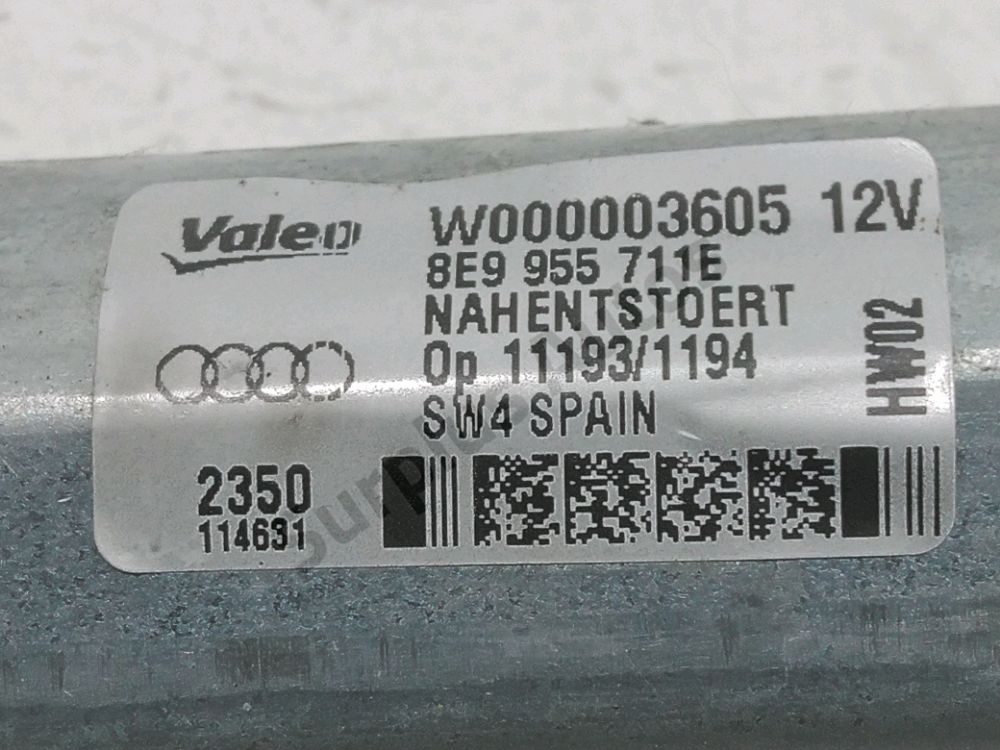 Valeo
W000003605 12V
8E9 955 711E
NAHENTSTOERT
Op 11193/1194
SW4 SPAIN
HW02
2350
114631